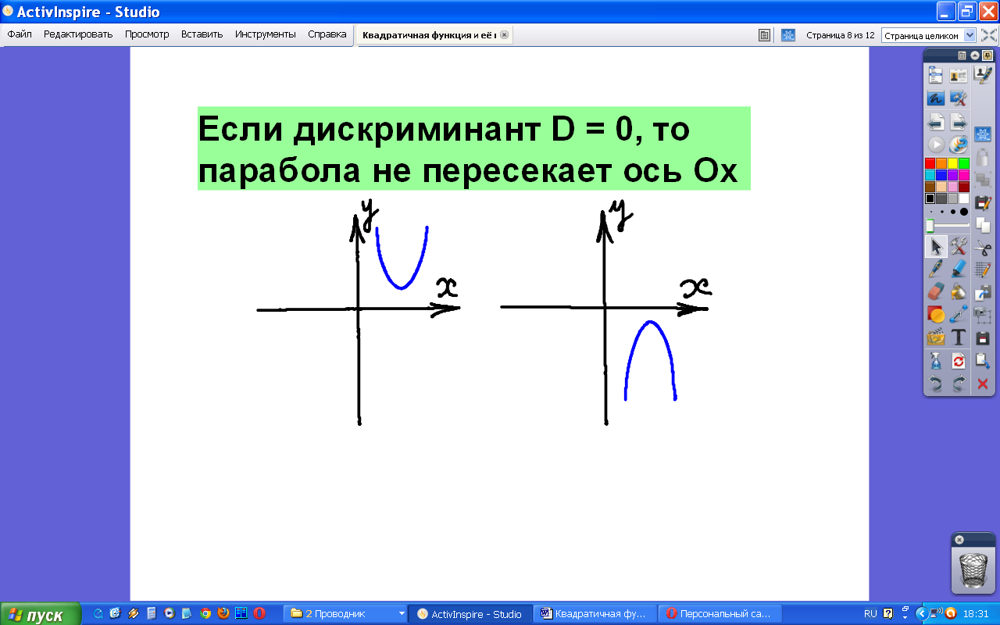 ActivInspire - Studio
Файл Редактировать Просмотр Вставить Инструменты Справка
Квадратичная функция и её
Страница 8 из 12
Страница целиком
Если дискриминант D = 0, то
парабола не пересекает ось Ox
y
x
y
x
T
пуск
2 Проводник
ActivInspire - Studio
Квадратичная фу...
Персональный са...
RU
18:31